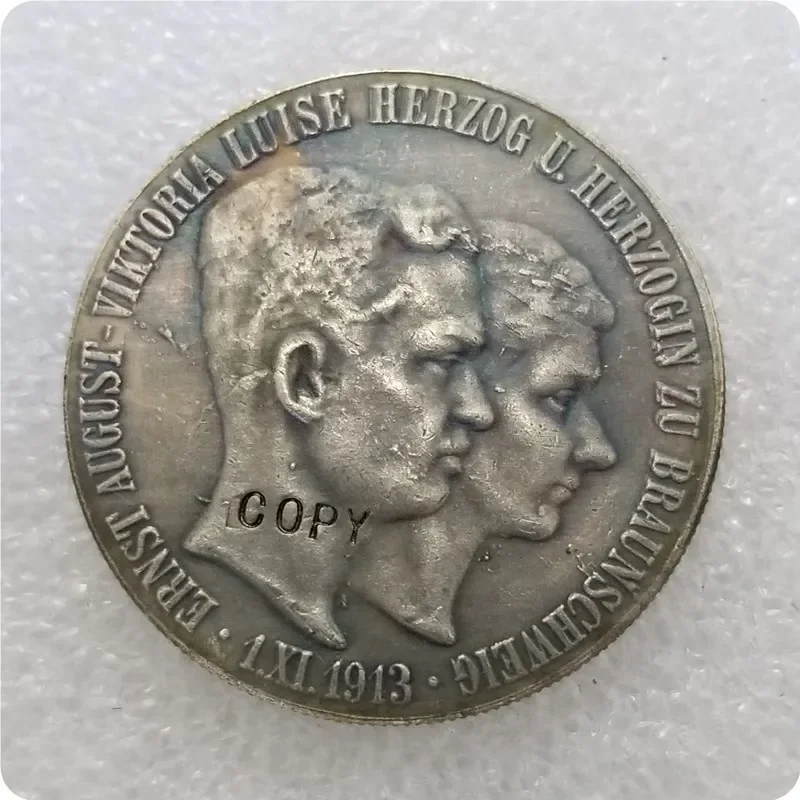 ERNST AUGUST-VIKTORIA LUISE HERZOG U. HERZOGIN ZU BRAUNSCHWEIG
· 1.XI.1913 ·
COPY